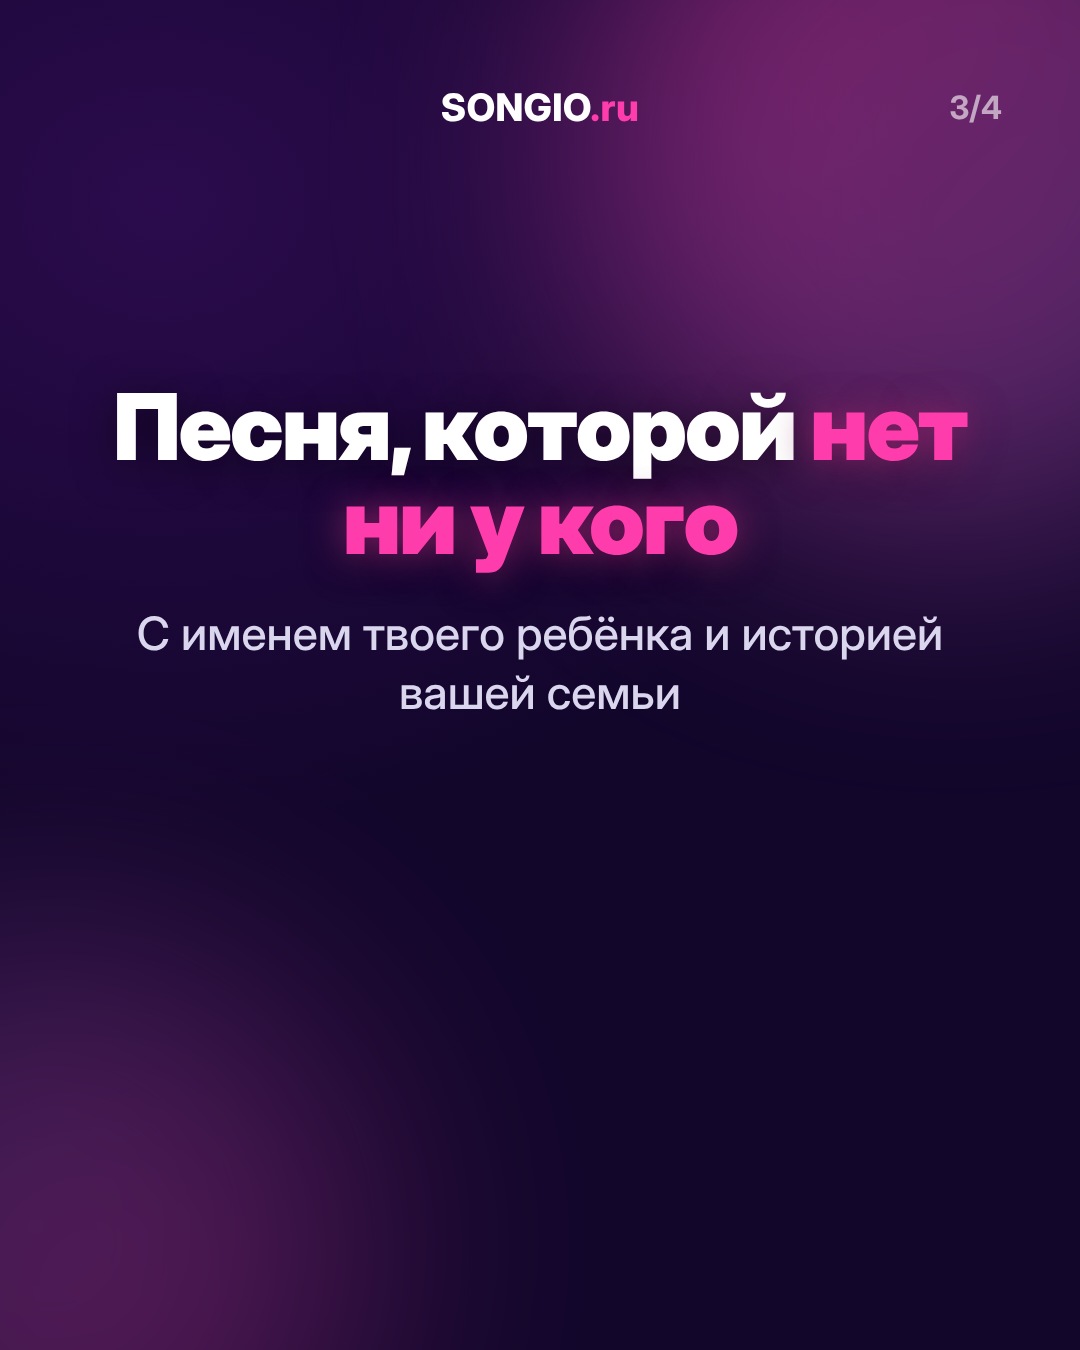 SONGIO.ru
3/4
Песня, которой нет
ни у кого
С именем твоего ребёнка и историей
вашей семьи